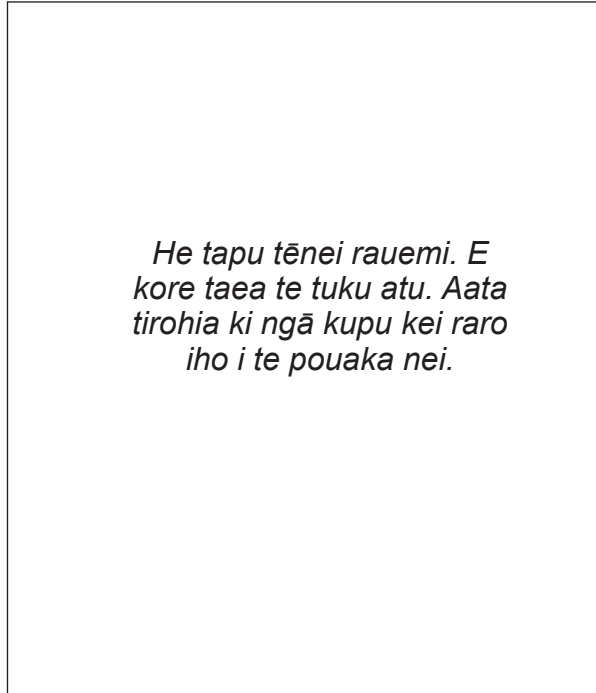 He tapu tēnei rauemi. E
kore taea te tuku atu. Aata
tirohia ki ngā kupu kei raro
iho i te pouaka nei.